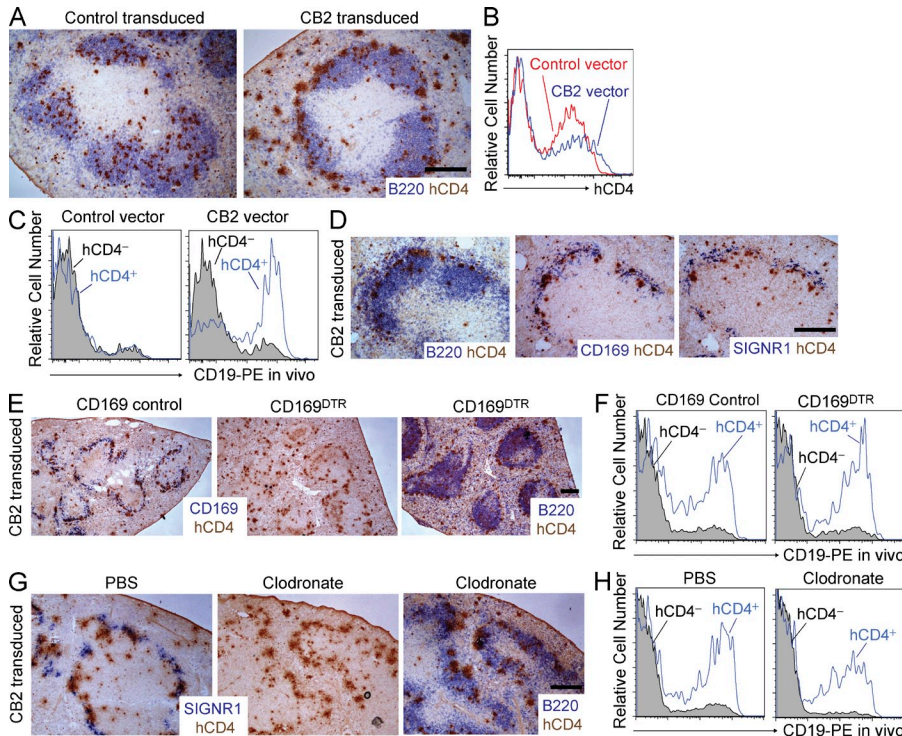 A
Control transduced
CB2 transduced
B220 hCD4
B
Relative Cell Number
Control vector
CB2 vector
hCD4
C
Relative Cell Number
Control vector
hCD4⁻
hCD4⁺
CB2 vector
hCD4⁻
hCD4⁺
CD19-PE in vivo
D
CB2 transduced
B220 hCD4
CD169 hCD4
SIGNR1 hCD4
E
CB2 transduced
CD169 control
CD169
hCD4
CD169ᴰᵀᴿ
CD169ᴰᵀᴿ
B220
hCD4
F
Relative Cell Number
CD169 Control
hCD4⁻
hCD4⁺
CD169ᴰᵀᴿ
hCD4⁺
hCD4⁻
CD19-PE in vivo
G
CB2 transduced
PBS
SIGNR1
hCD4
Clodronate
Clodronate
B220
hCD4
H
Relative Cell Number
PBS
hCD4⁻
hCD4⁺
Clodronate
hCD4⁻
hCD4⁺
CD19-PE in vivo